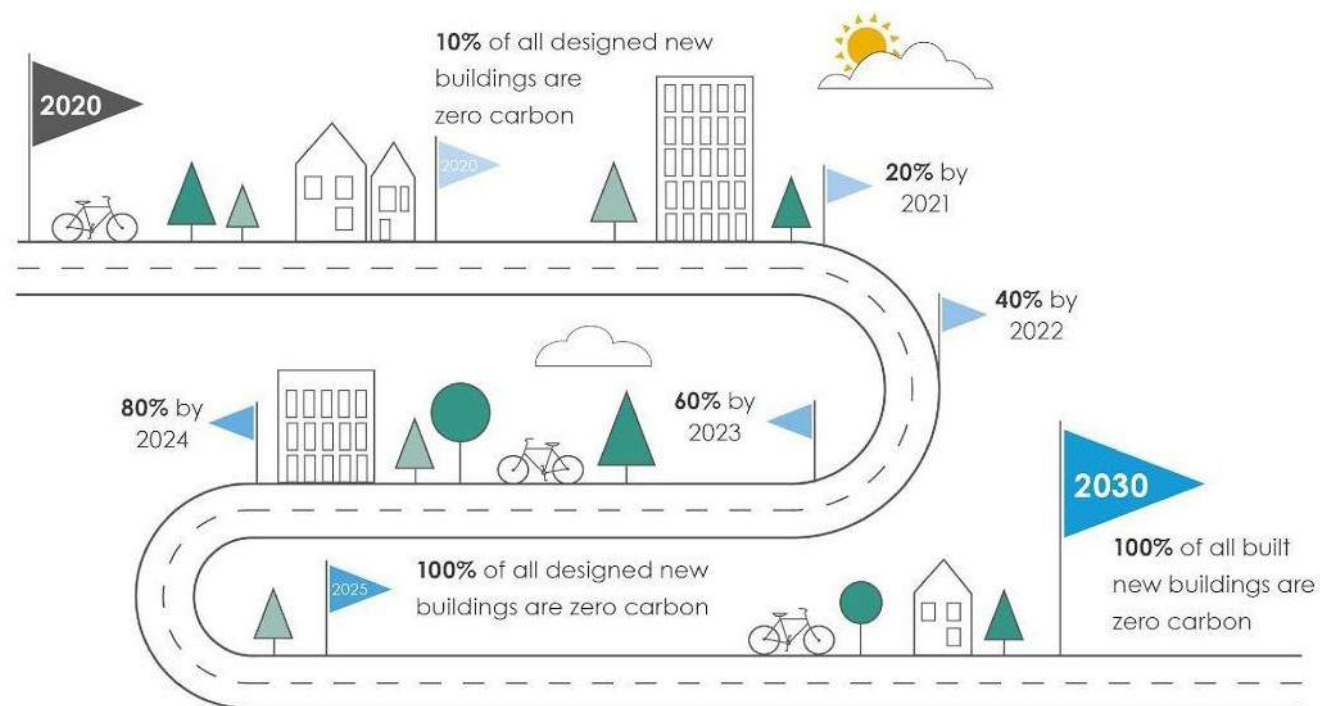 2020
10% of all designed new
buildings are
zero carbon
2020
20% by
2021
40% by
2022
60% by
2023
80% by
2024
2025
100% of all designed new
buildings are zero carbon
2030
100% of all built
new buildings are
zero carbon